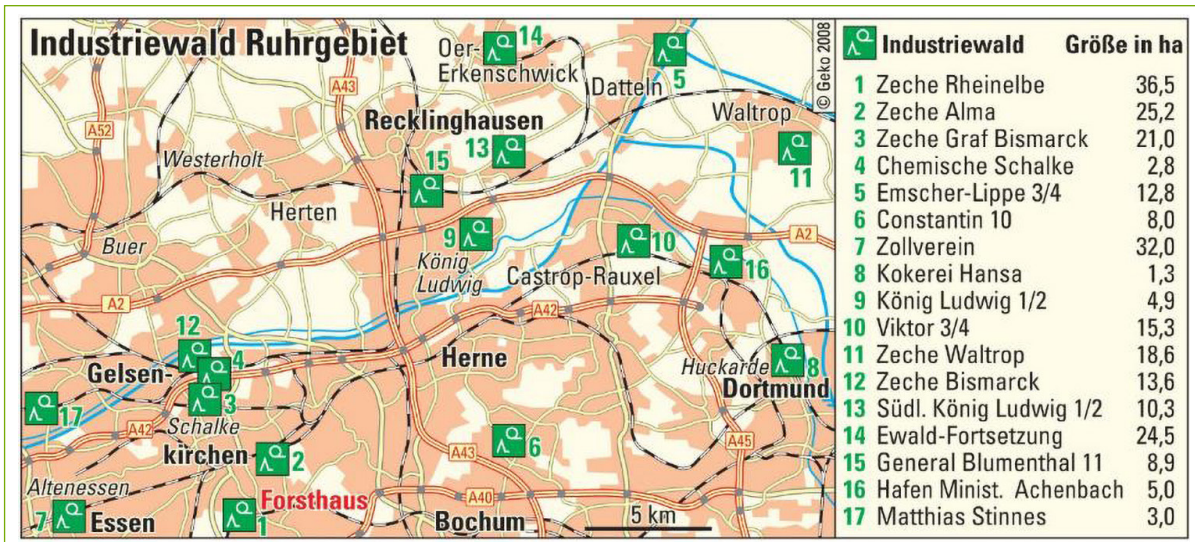 Industriewald Ruhrgebiet
Oer-
Erkenschwick
14
5
Datteln
© Geko 2008
A43
A52
Recklinghausen
Waltrop
13
11
Westerholt
15
Herten
9
10
A2
Buer
König
Ludwig
16
Castrop-Rauxel
A2
A42
12
4
Herne
Gelsen-
Huckarde
8
Dortmund
3
17
Schalke
A42
kirchen
2
6
A43
A45
Altenessen
Forsthaus
A40
7
Essen
1
Bochum
5 km
Industriewald Größe in ha
1 Zeche Rheinelbe 36,5
2 Zeche Alma 25,2
3 Zeche Graf Bismarck 21,0
4 Chemische Schalke 2,8
5 Emscher-Lippe 3/4 12,8
6 Constantin 10 8,0
7 Zollverein 32,0
8 Kokerei Hansa 1,3
9 König Ludwig 1/2 4,9
10 Viktor 3/4 15,3
11 Zeche Waltrop 18,6
12 Zeche Bismarck 13,6
13 Südl. König Ludwig 1/2 10,3
14 Ewald-Fortsetzung 24,5
15 General Blumenthal 11 8,9
16 Hafen Minist. Achenbach 5,0
17 Matthias Stinnes 3,0